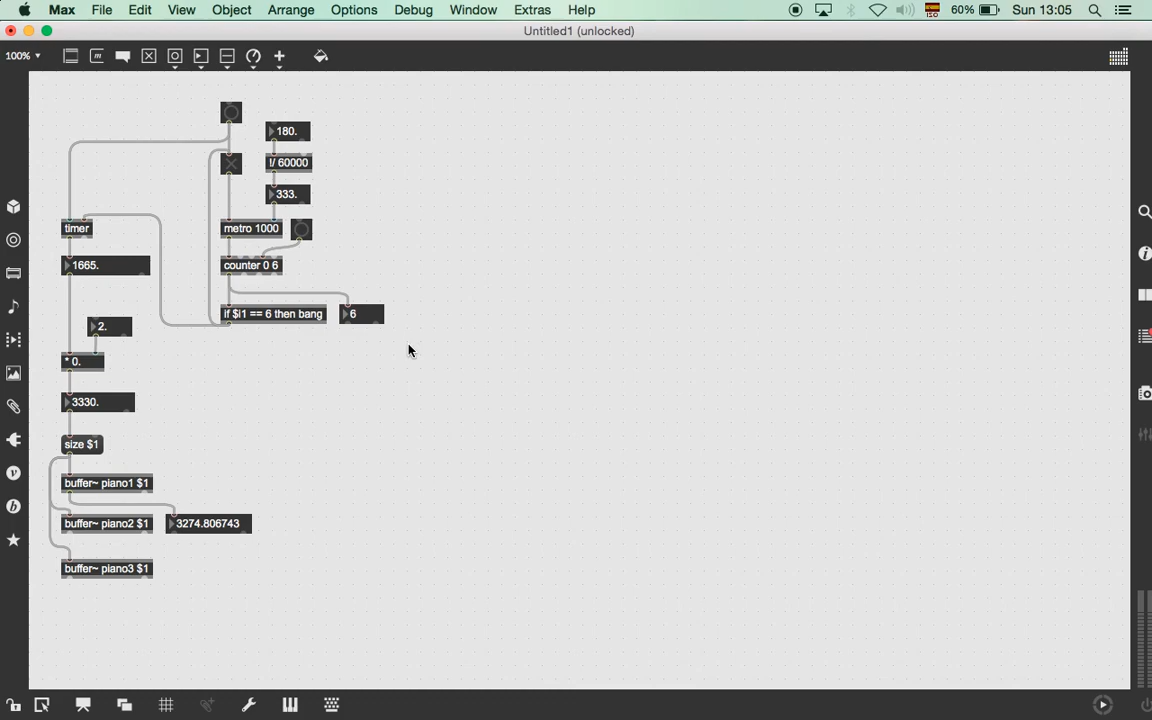 Max File Edit View Object Arrange Options Debug Window Extras Help ISO 60% Sun 13:05
Untitled1 (unlocked)
100%
180.
!/ 60000
333.
timer
metro 1000
1665.
counter 0 6
if $i1 == 6 then bang
6
2.
* 0.
3330.
size $1
buffer~ piano1 $1
buffer~ piano2 $1
3274.806743
buffer~ piano3 $1